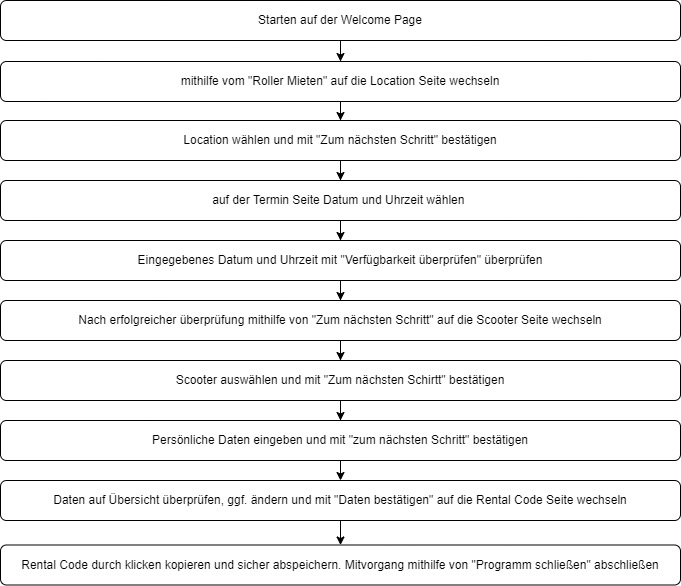 Starten auf der Welcome Page
mithilfe vom "Roller Mieten" auf die Location Seite wechseln
Location wählen und mit "Zum nächsten Schritt" bestätigen
auf der Termin Seite Datum und Uhrzeit wählen
Eingegebenes Datum und Uhrzeit mit "Verfügbarkeit überprüfen" überprüfen
Nach erfolgreicher überprüfung mithilfe von "Zum nächsten Schritt" auf die Scooter Seite wechseln
Scooter auswählen und mit "Zum nächsten Schirtt" bestätigen
Persönliche Daten eingeben und mit "zum nächsten Schritt" bestätigen
Daten auf Übersicht überprüfen, ggf. ändern und mit "Daten bestätigen" auf die Rental Code Seite wechseln
Rental Code durch klicken kopieren und sicher abspeichern. Mitvorgang mithilfe von "Programm schließen" abschließen